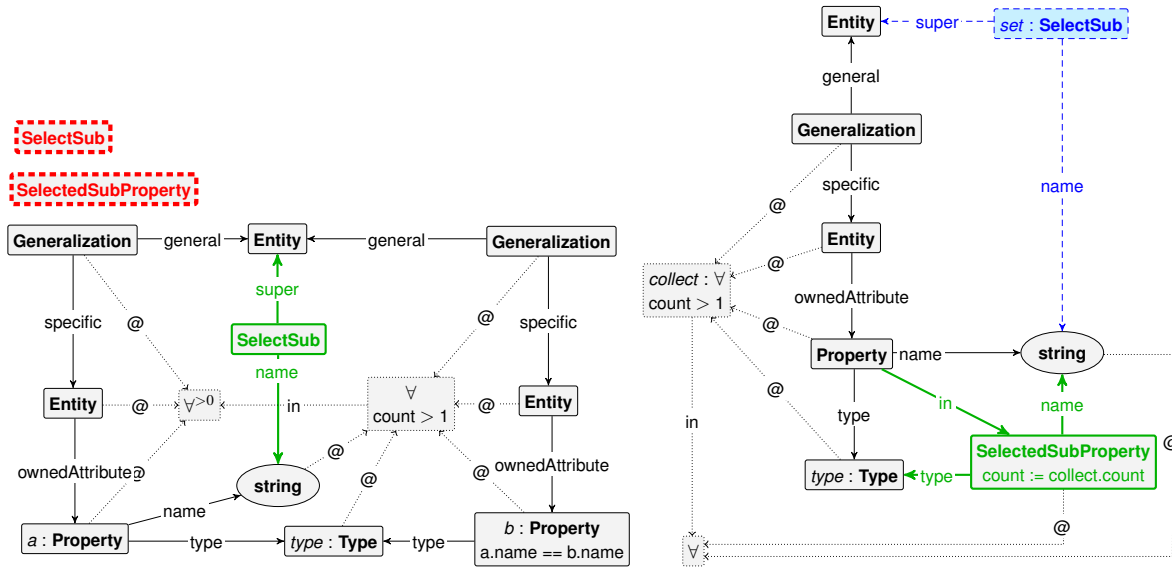 SelectSub
SelectedSubProperty
Generalization
general
Entity
general
Generalization
super
specific
@
@
specific
SelectSub
name
Entity
@
∀>0
in
∀
count > 1
@
Entity
ownedAttribute
@
@
@
@
ownedAttribute
string
name
a : Property
type
type : Type
type
b : Property
a.name == b.name
Entity
super
set : SelectSub
general
Generalization
specific
name
@
Entity
@
collect : ∀
count > 1
ownedAttribute
@
Property
name
string
@
type
in
name
in
@
SelectedSubProperty
count := collect.count
type : Type
type
@
∀